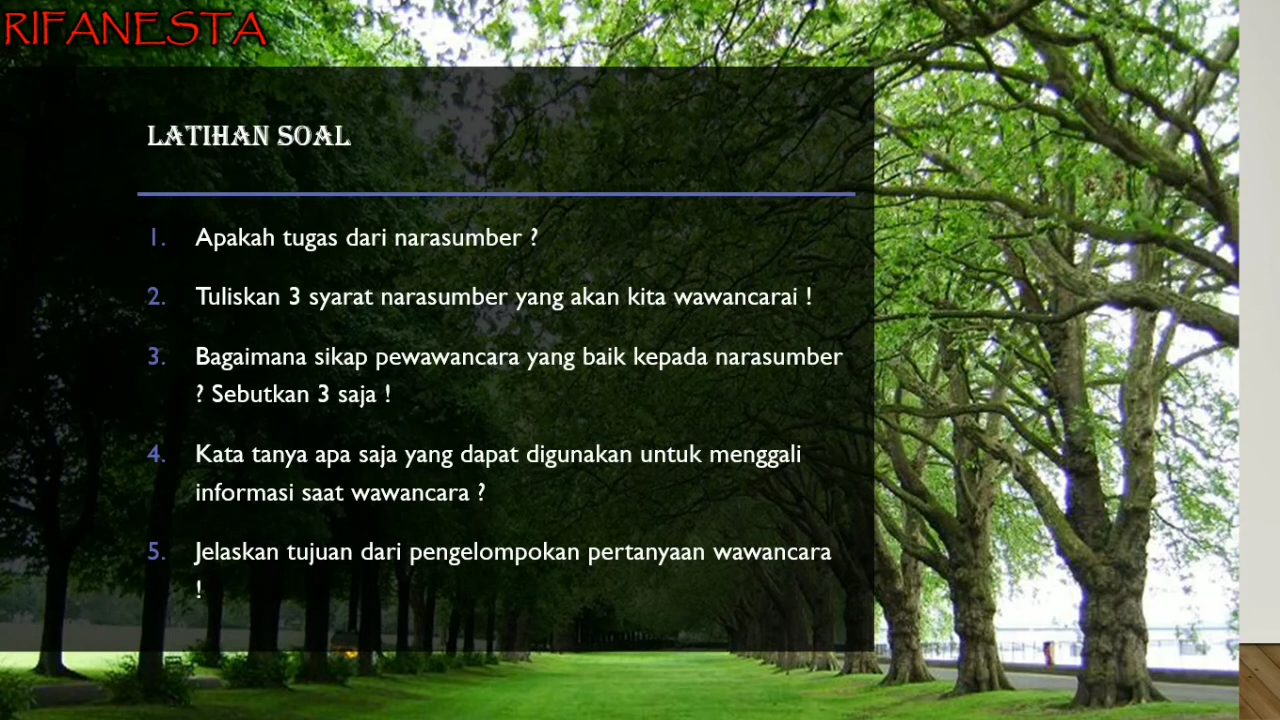 RIFANESTA
LATIHAN SOAL
1. Apakah tugas dari narasumber ?
2. Tuliskan 3 syarat narasumber yang akan kita wawancarai !
3. Bagaimana sikap pewawancara yang baik kepada narasumber
? Sebutkan 3 saja !
4. Kata tanya apa saja yang dapat digunakan untuk menggali
informasi saat wawancara ?
5. Jelaskan tujuan dari pengelompokan pertanyaan wawancara
!